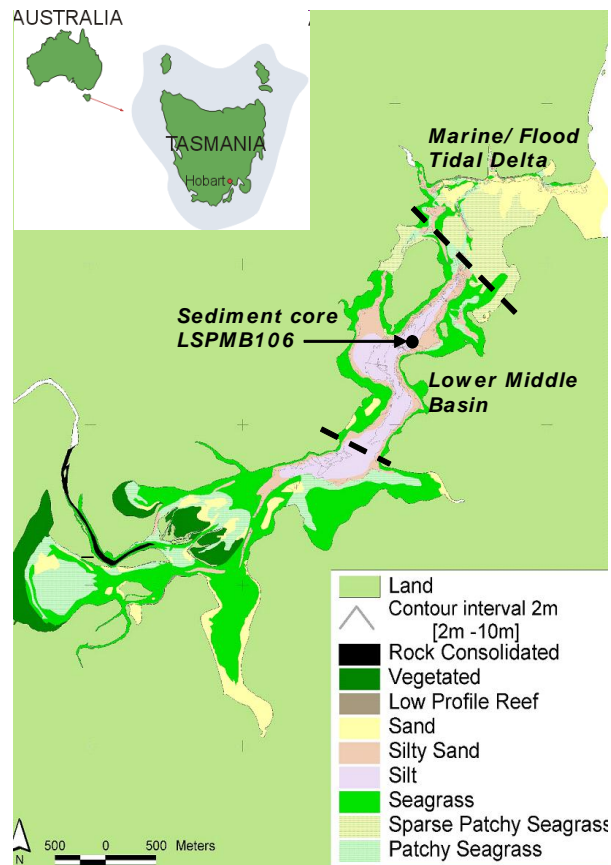 AUSTRALIA
TASMANIA
Hobart
Marine/ Flood
Tidal Delta
Sediment core
LSPMB106
Lower Middle
Basin
Land
Contour interval 2m
[2m -10m]
Rock Consolidated
Vegetated
Low Profile Reef
Sand
Silty Sand
Silt
Seagrass
Sparse Patchy Seagrass
Patchy Seagrass
N
500 0 500 Meters